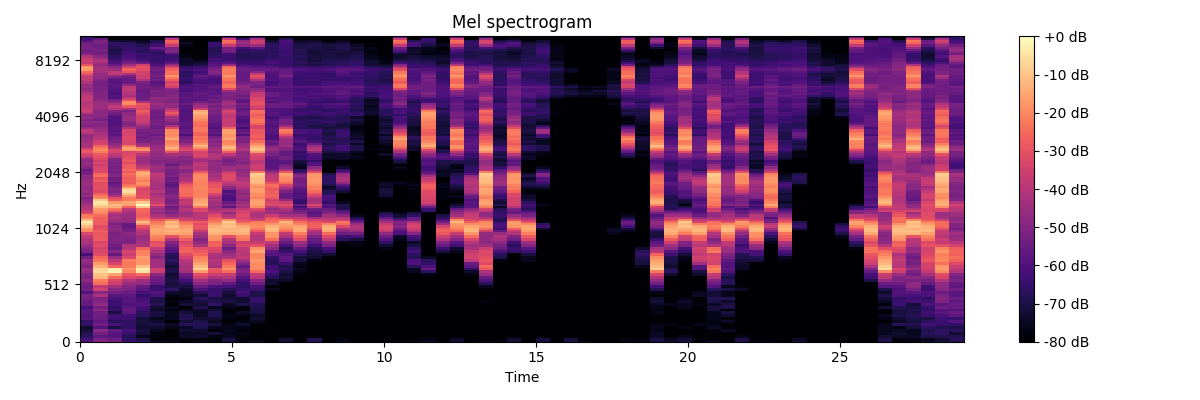 Mel spectrogram
+0 dB
8192
-10 dB
4096
-20 dB
-30 dB
2048
-40 dB
Hz
1024
-50 dB
512
-60 dB
-70 dB
0
-80 dB
0 5 10 15 20 25
Time